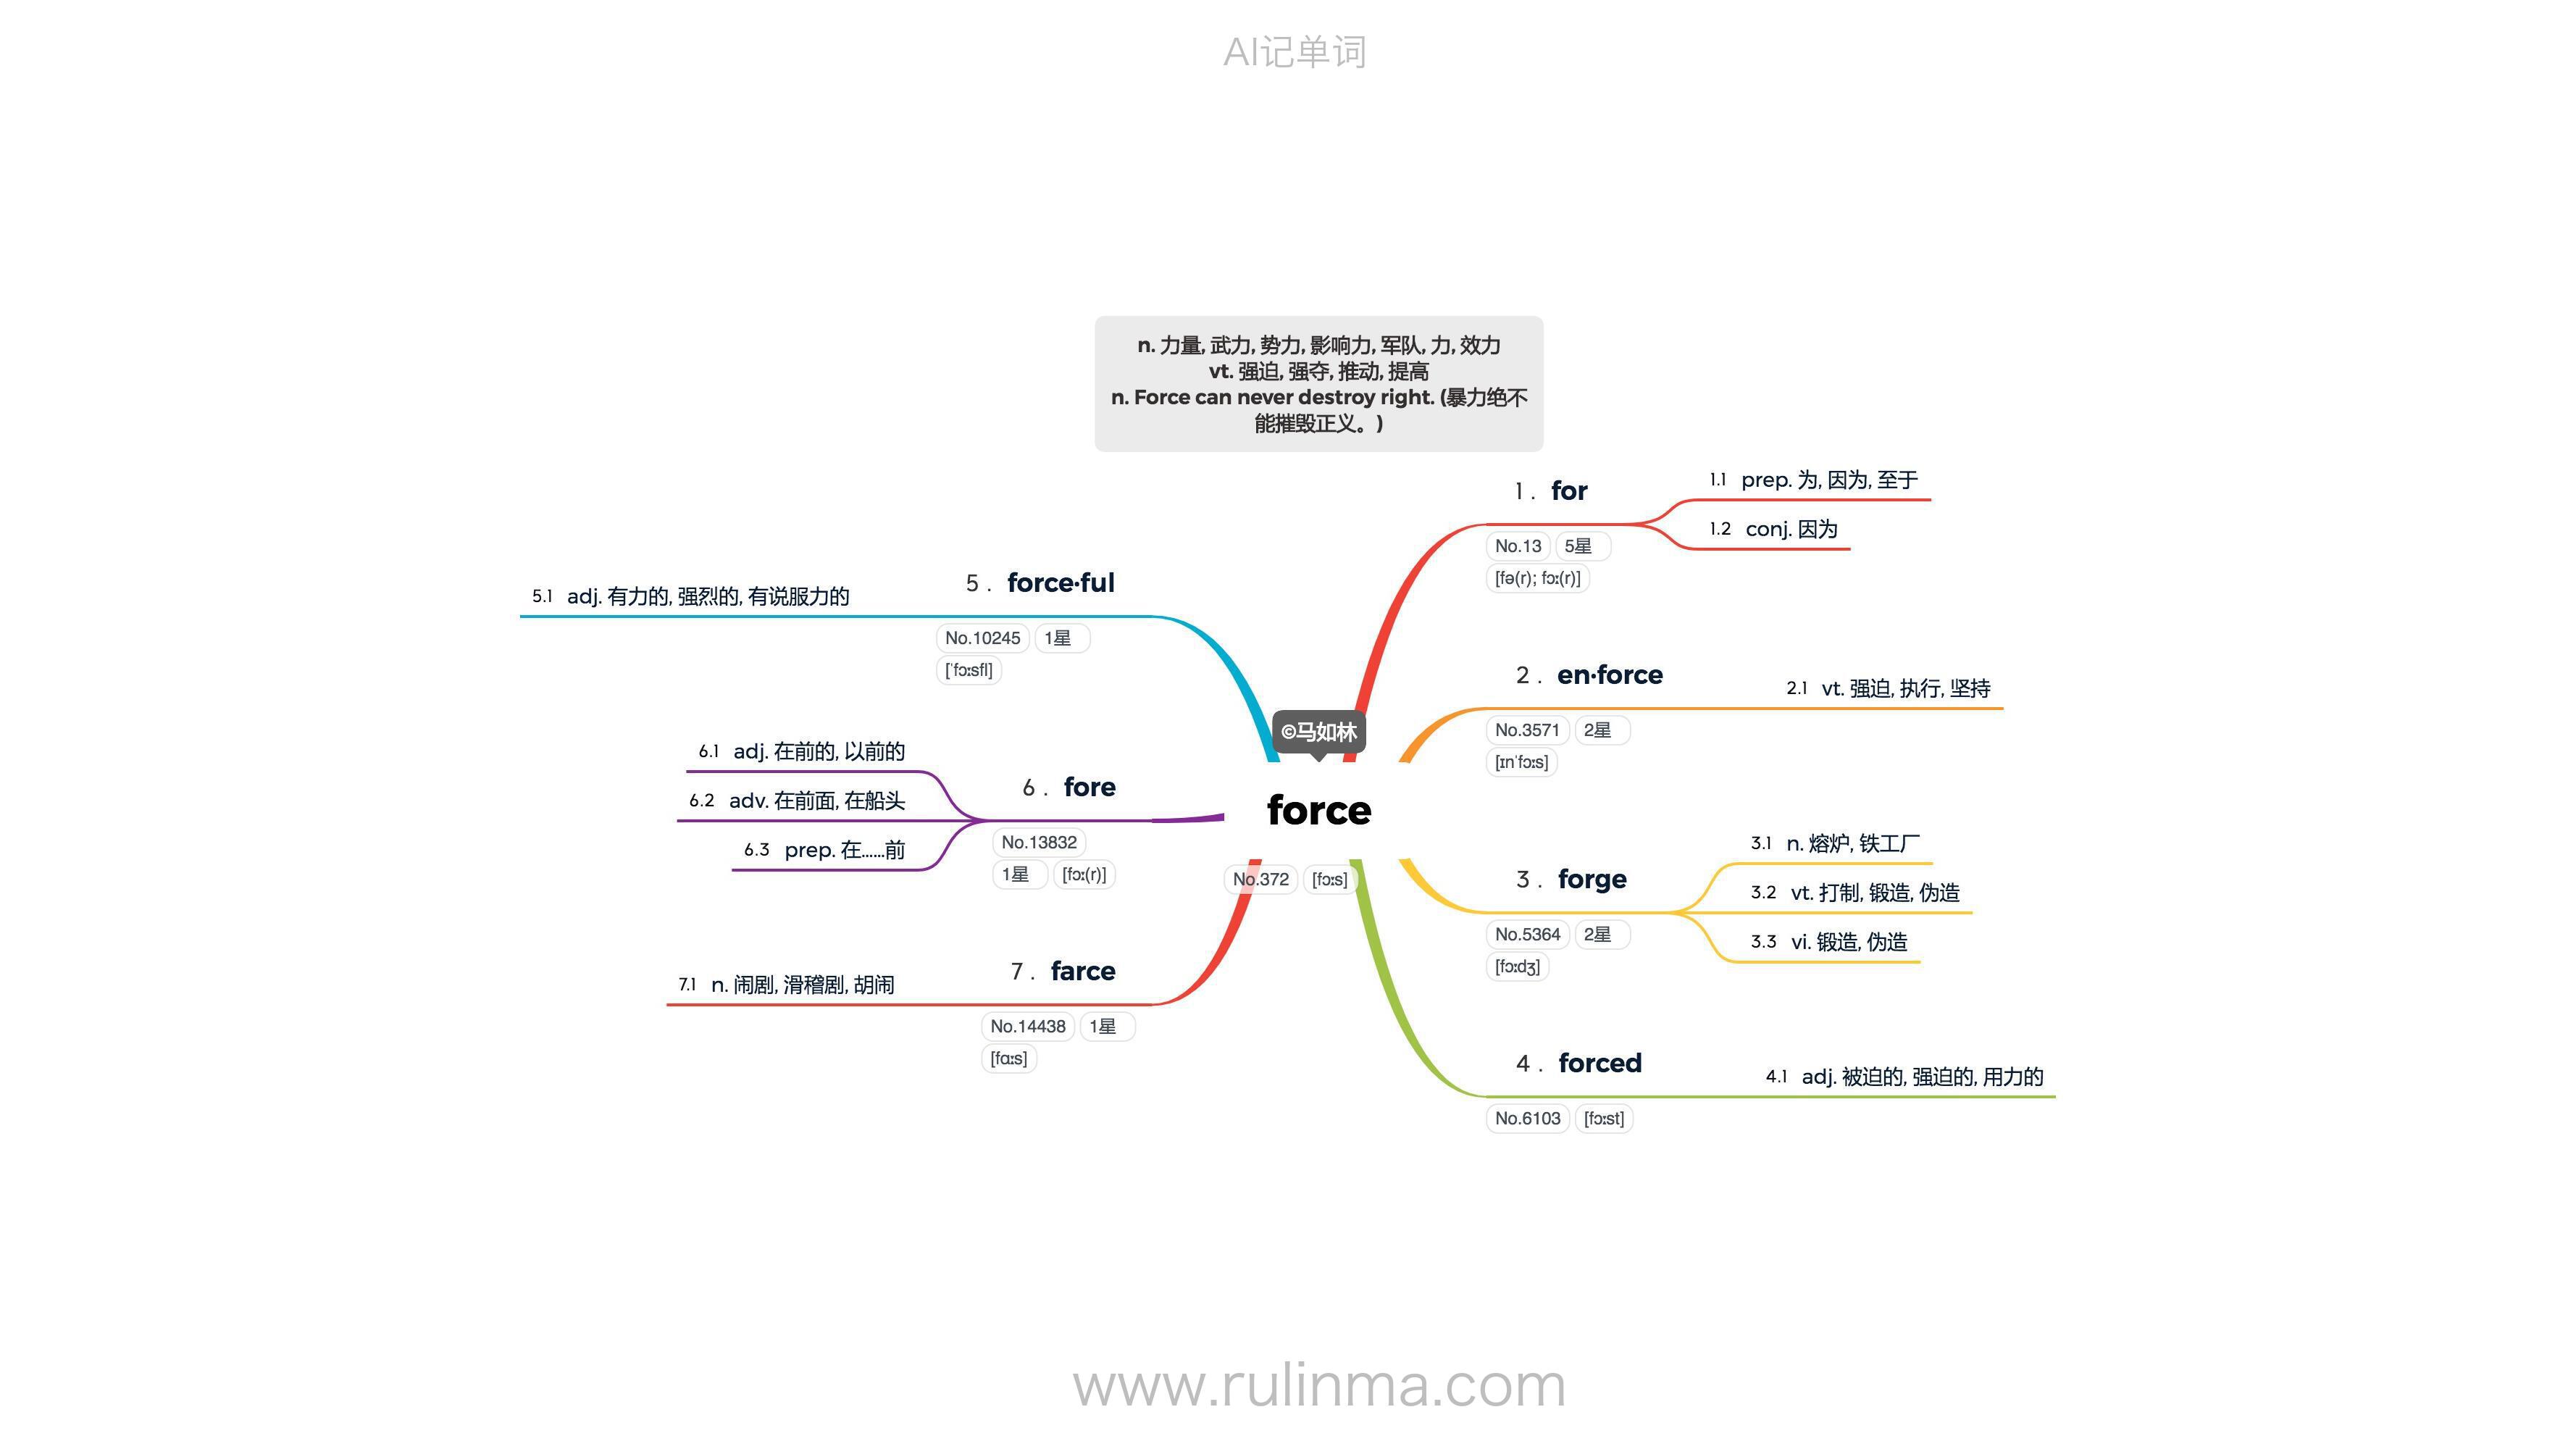 AI记单词
n. 力量, 武力, 势力, 影响力, 军队, 力, 效力
vt. 强迫, 强夺, 推动, 提高
n. Force can never destroy right. (暴力绝不
能摧毁正义。)
©马如林
force
No.372 [fɔːs]
1. for
No.13 5星
[fə(r); fɔː(r)]
1.1 prep. 为, 因为, 至于
1.2 conj. 因为
2. en·force
No.3571 2星
[ɪnˈfɔːs]
2.1 vt. 强迫, 执行, 坚持
3. forge
No.5364 2星
[fɔːdʒ]
3.1 n. 熔炉, 铁工厂
3.2 vt. 打制, 锻造, 伪造
3.3 vi. 锻造, 伪造
4. forced
No.6103 [fɔːst]
4.1 adj. 被迫的, 强迫的, 用力的
5. force·ful
No.10245 1星
[ˈfɔːsfl]
5.1 adj. 有力的, 强烈的, 有说服力的
6. fore
No.13832
1星 [fɔː(r)]
6.1 adj. 在前的, 以前的
6.2 adv. 在前面, 在船头
6.3 prep. 在......前
7. farce
No.14438 1星
[fɑːs]
7.1 n. 闹剧, 滑稽剧, 胡闹
www.rulinma.com